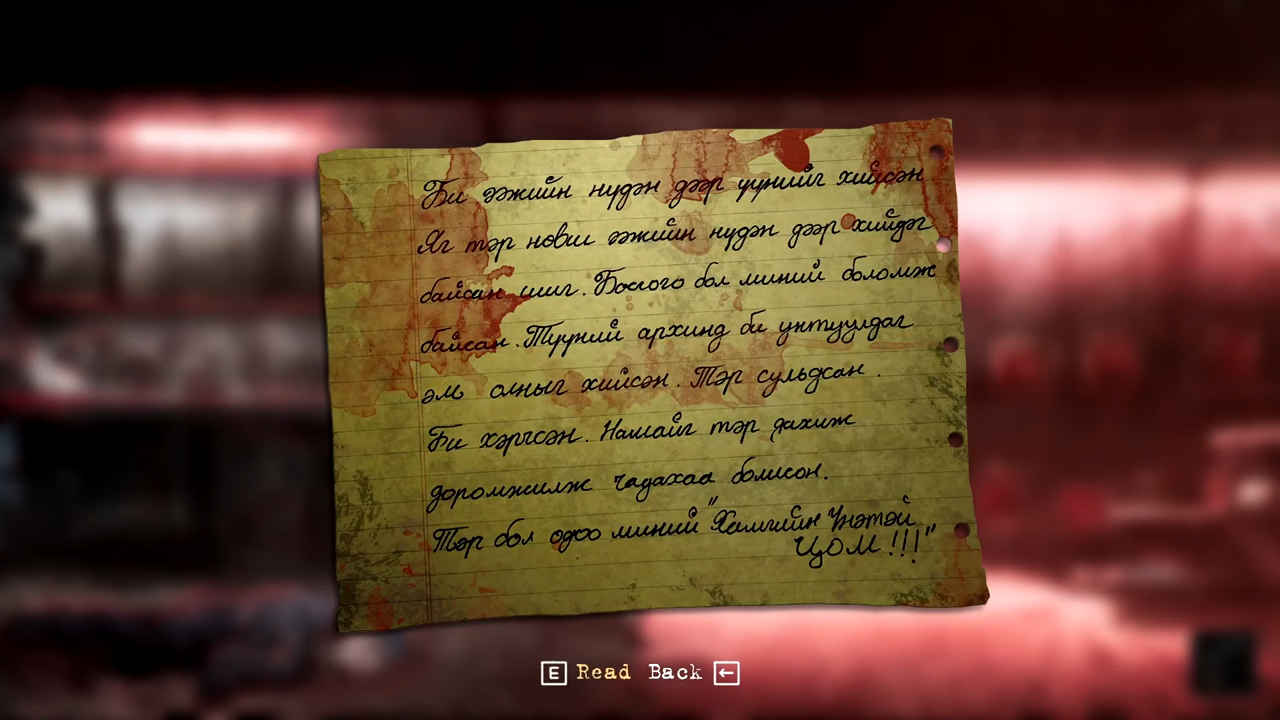 Би ээжийн нүдэн дээр үүнийг хийсэн
Яг тэр новш ээжийн нүдэн дээр хийдэг
байсан шиг. Босого бол миний боломж
байсан. Түүний архинд би унтуулдаг
эм олныг хийсэн. Тэр сульдсан.
Би хэрчсэн. Намайг тэр дахиж
доромжилж чадахаа больсон.
Тэр бол одоо миний "Хамгийн Үнэтэй
ЦОМ!!!"
E Read Back ←